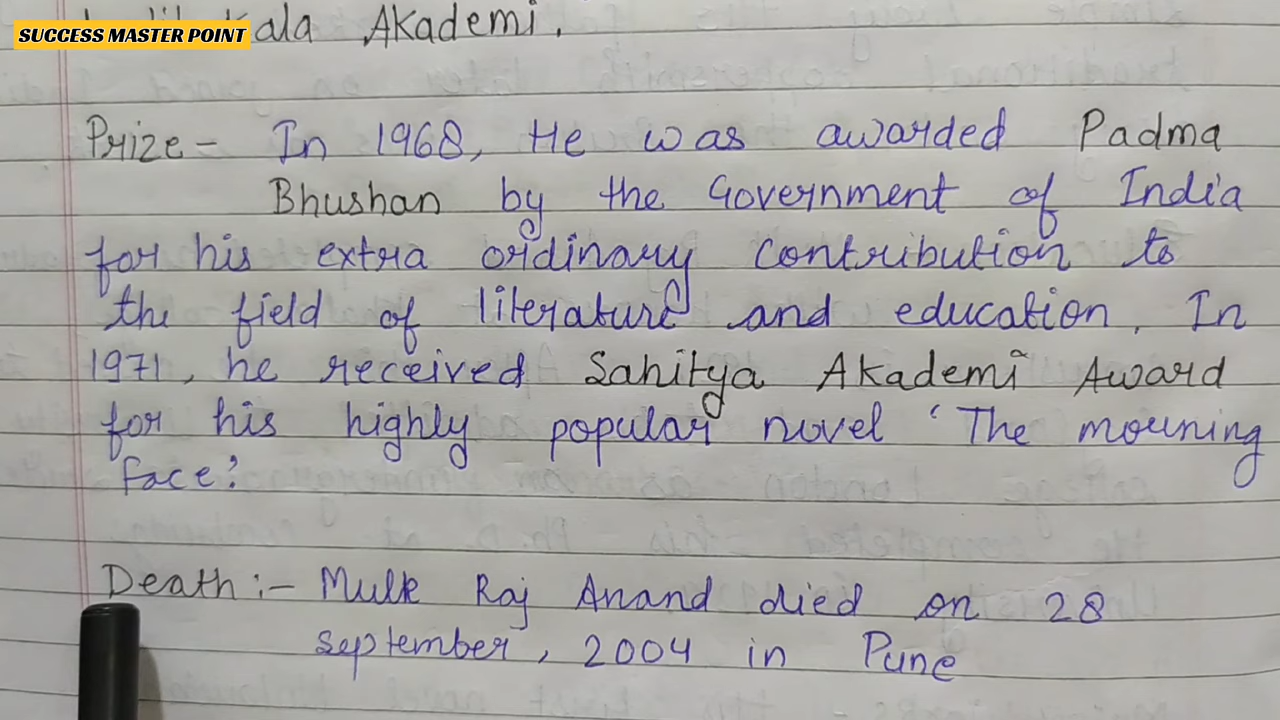 SUCCESS MASTER POINT
kala Akademi.
Prize - In 1968, He was awarded Padma
Bhushan by the Government of India
for his extra ordinary contribution to
the field of literature and education. In
1971, he received Sahitya Akademi Award
for his highly popular novel 'The mourning
face'.
Death :- Mulk Raj Anand died on 28
september, 2004 in Pune